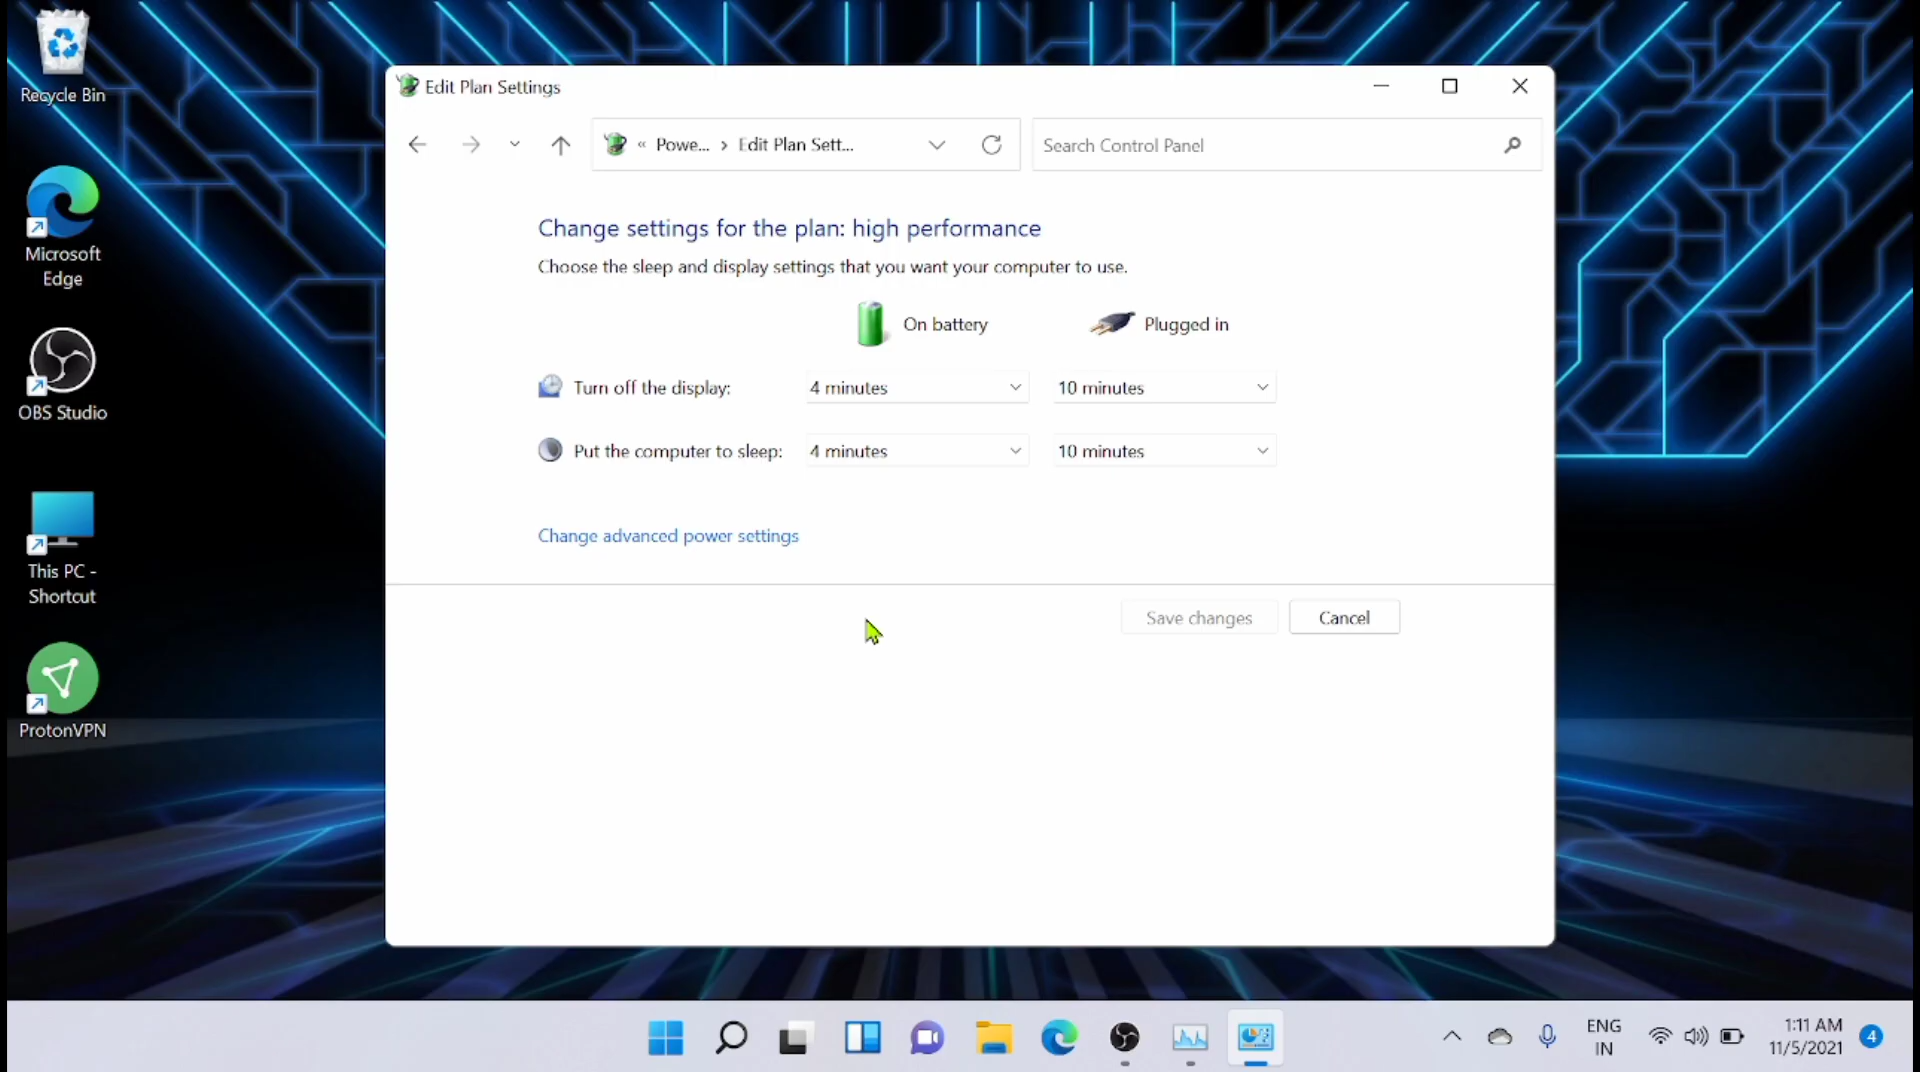 Recycle Bin
Microsoft
Edge
OBS Studio
This PC -
Shortcut
ProtonVPN
Edit Plan Settings
« Powe... › Edit Plan Sett...
Search Control Panel
Change settings for the plan: high performance
Choose the sleep and display settings that you want your computer to use.
On battery Plugged in
Turn off the display: 4 minutes 10 minutes
Put the computer to sleep: 4 minutes 10 minutes
Change advanced power settings
Save changes Cancel
ENG
IN
1:11 AM
11/5/2021
4